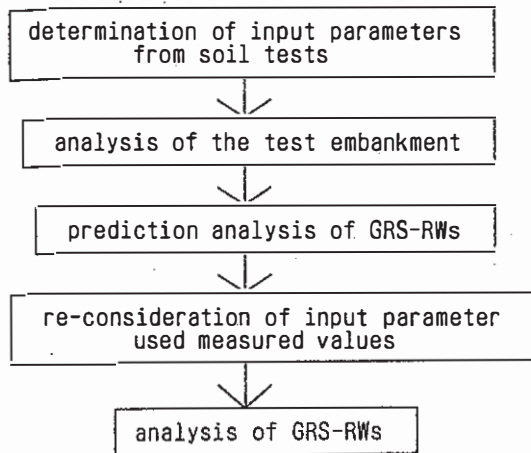 determination of input parameters
from soil tests
analysis of the test embankment
prediction analysis of GRS-RWs
re-consideration of input parameter
used measured values
analysis of GRS-RWs